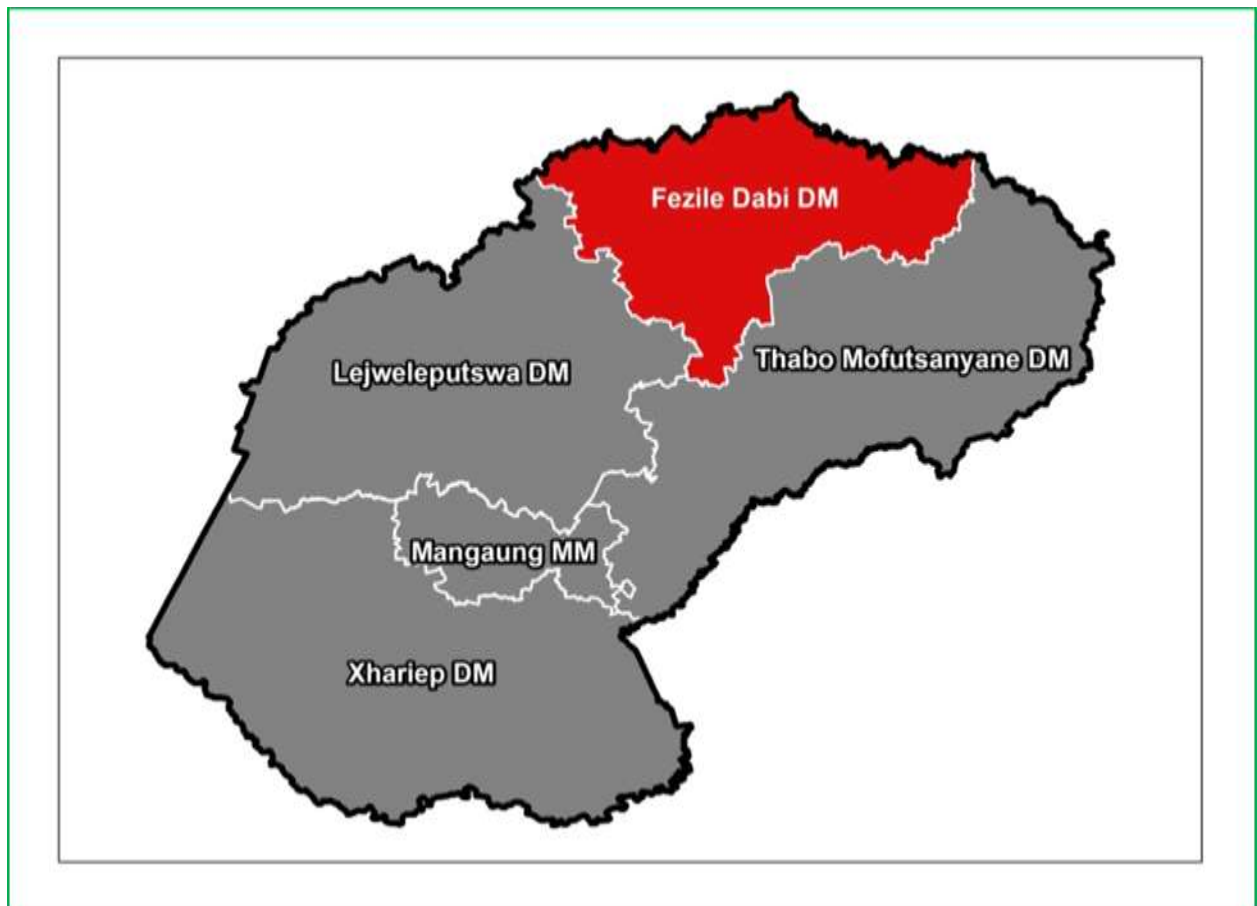 Fezile Dabi DM
Thabo Mofutsanyane DM
Lejweleputswa DM
Mangaung MM
Xhariep DM